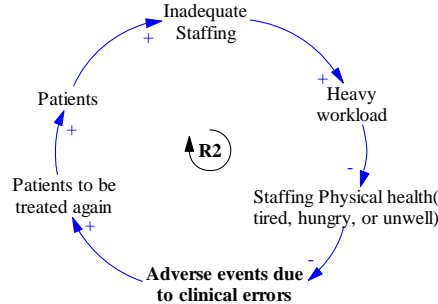 Inadequate
Staffing
+
+
Patients
Heavy
workload
+
R2
-
Patients to be
treated again
Staffing Physical health(
tired, hungry, or unwell)
+
-
Adverse events due
to clinical errors